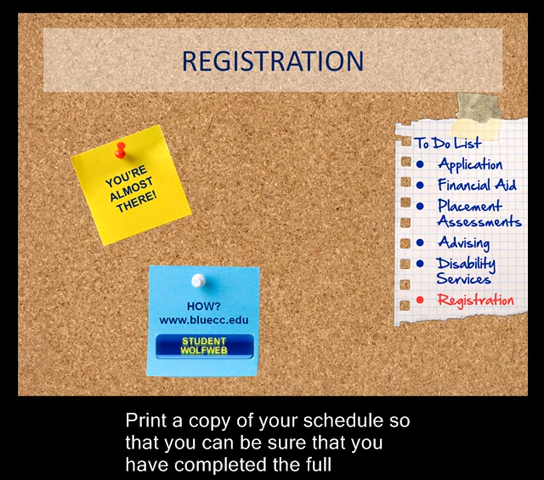 REGISTRATION
YOU'RE
ALMOST
THERE!
To Do List
Application
Financial Aid
Placement
Assessments
Advising
Disability
Services
Registration
HOW?
www.bluecc.edu
STUDENT
WOLFWEB
Print a copy of your schedule so
that you can be sure that you
have completed the full